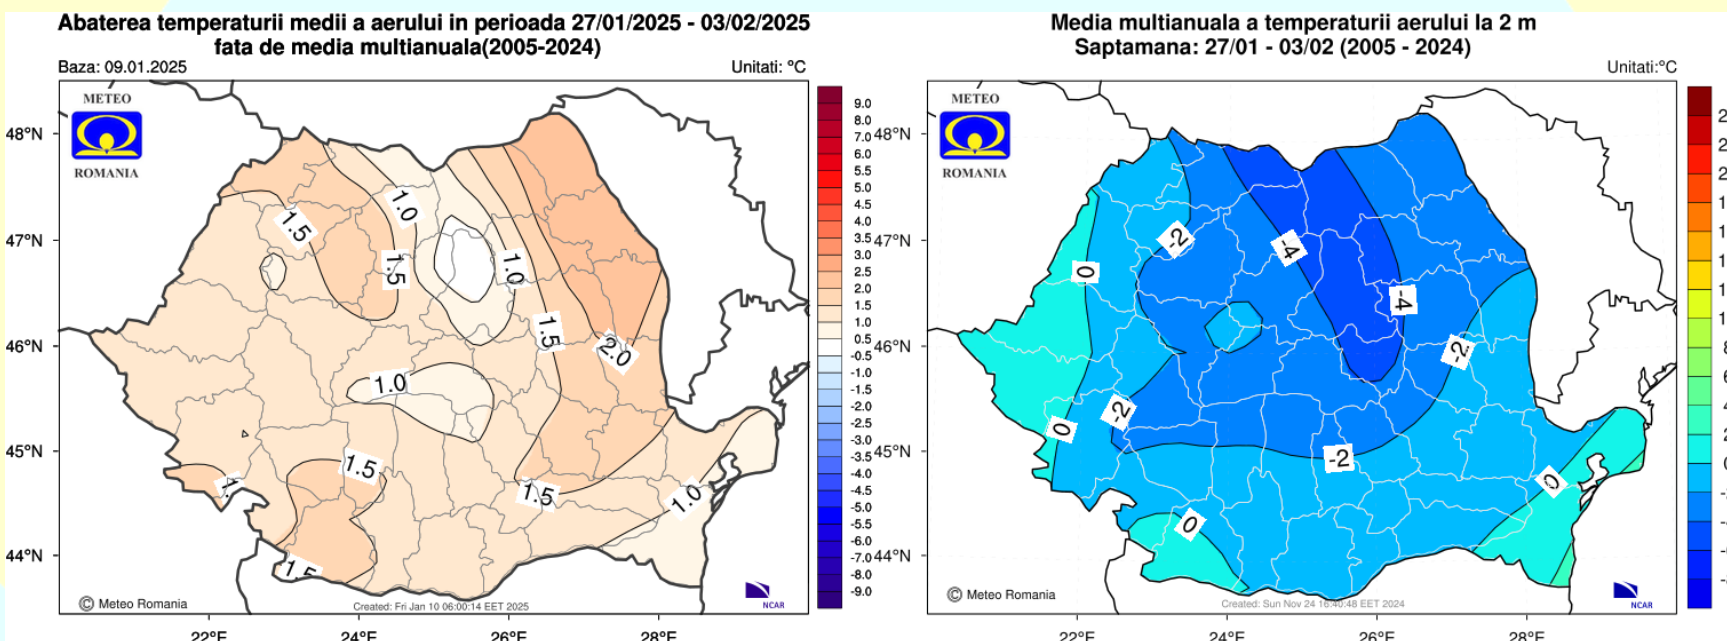 Abaterea temperaturii medii a aerului in perioada 27/01/2025 - 03/02/2025
fata de media multianuala(2005-2024)
Baza: 09.01.2025
Unitati: °C
METEO
ROMANIA
48°N
47°N
46°N
45°N
44°N
22°E
24°E
26°E
28°E
1.5
1.0
1.5
1.0
1.5
2.0
1.0
1.5
1.5
1.0
1.5
9.0
8.0
7.0
6.0
5.5
5.0
4.5
4.0
3.5
3.0
2.5
2.0
1.5
1.0
0.5
-0.5
-1.0
-1.5
-2.0
-2.5
-3.0
-3.5
-4.0
-4.5
-5.0
-5.5
-6.0
-7.0
-8.0
-9.0
© Meteo Romania
Created: Fri Jan 10 06:00:14 EET 2025
NCAR
Media multianuala a temperaturii aerului la 2 m
Saptamana: 27/01 - 03/02 (2005 - 2024)
Unitati:°C
METEO
ROMANIA
48°N
47°N
46°N
45°N
44°N
22°E
24°E
26°E
28°E
-2
-4
0
-4
-2
-2
0
-2
0
0
8
6
4
2
0
© Meteo Romania
Created: Sun Nov 24 16:40:48 EET 2024
NCAR